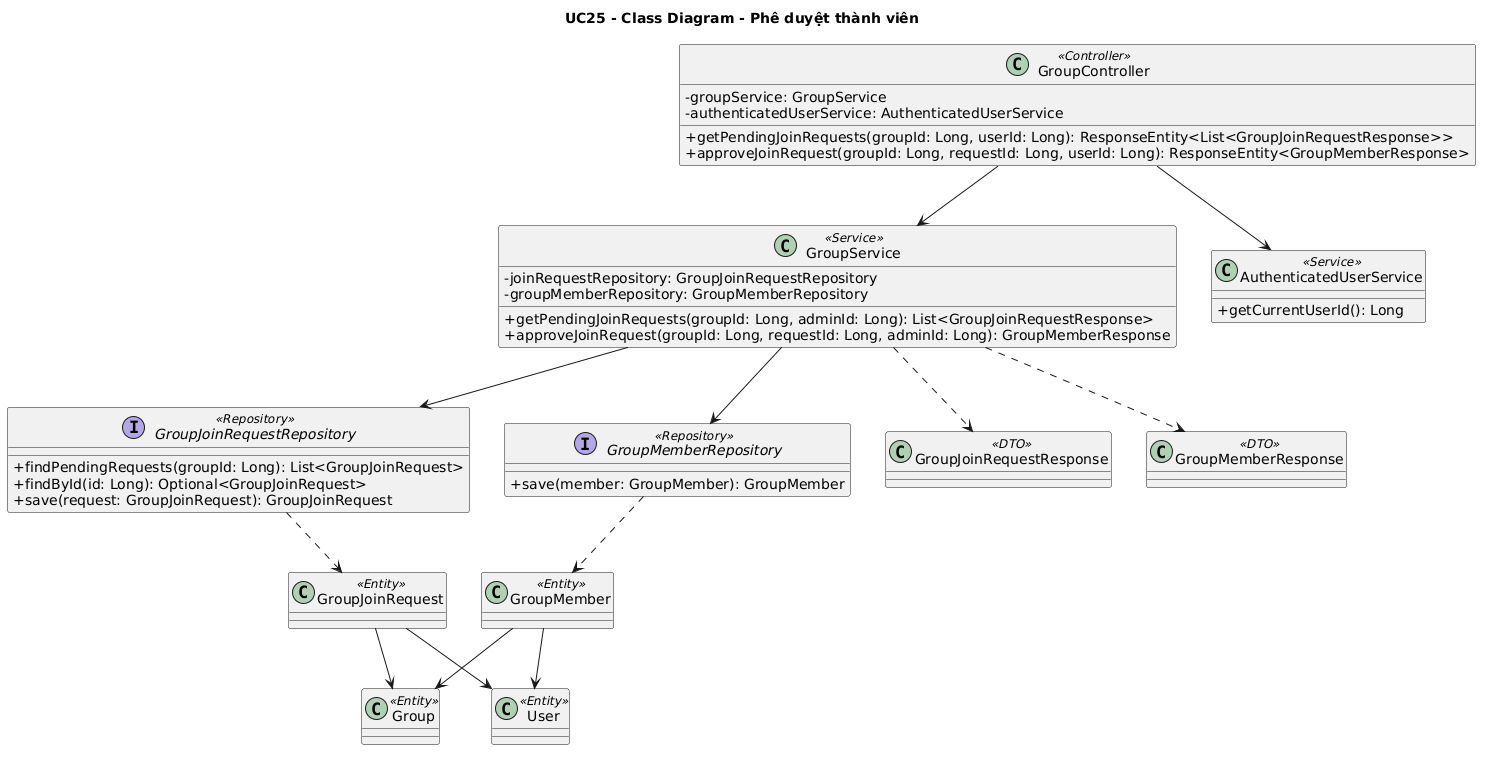 UC25 - Class Diagram - Phê duyệt thành viên
C
«Controller»
GroupController
-groupService: GroupService
-authenticatedUserService: AuthenticatedUserService
+getPendingJoinRequests(groupId: Long, userId: Long): ResponseEntity<List<GroupJoinRequestResponse>>
+approveJoinRequest(groupId: Long, requestId: Long, userId: Long): ResponseEntity<GroupMemberResponse>
C
«Service»
GroupService
-joinRequestRepository: GroupJoinRequestRepository
-groupMemberRepository: GroupMemberRepository
+getPendingJoinRequests(groupId: Long, adminId: Long): List<GroupJoinRequestResponse>
+approveJoinRequest(groupId: Long, requestId: Long, adminId: Long): GroupMemberResponse
C
«Service»
AuthenticatedUserService
+getCurrentUserId(): Long
I
«Repository»
GroupJoinRequestRepository
+findPendingRequests(groupId: Long): List<GroupJoinRequest>
+findById(id: Long): Optional<GroupJoinRequest>
+save(request: GroupJoinRequest): GroupJoinRequest
I
«Repository»
GroupMemberRepository
+save(member: GroupMember): GroupMember
C
«DTO»
GroupJoinRequestResponse
C
«DTO»
GroupMemberResponse
C
«Entity»
GroupJoinRequest
C
«Entity»
GroupMember
C
«Entity»
Group
C
«Entity»
User